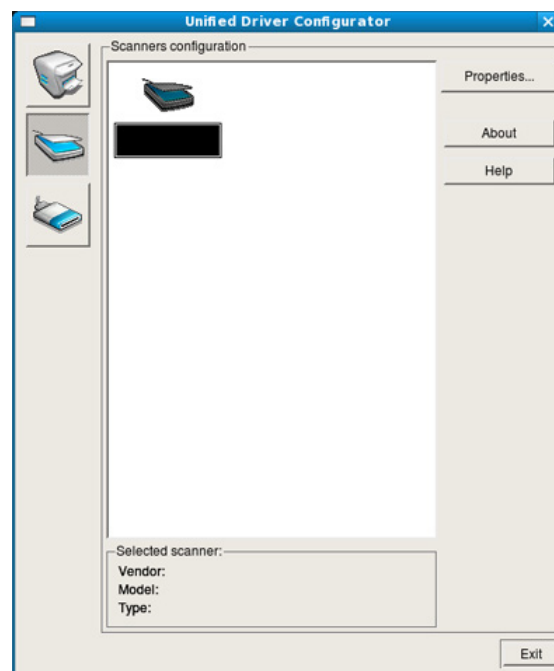 Unified Driver Configurator
Scanners configuration
Properties...
About
Help
Selected scanner:
Vendor:
Model:
Type:
Exit